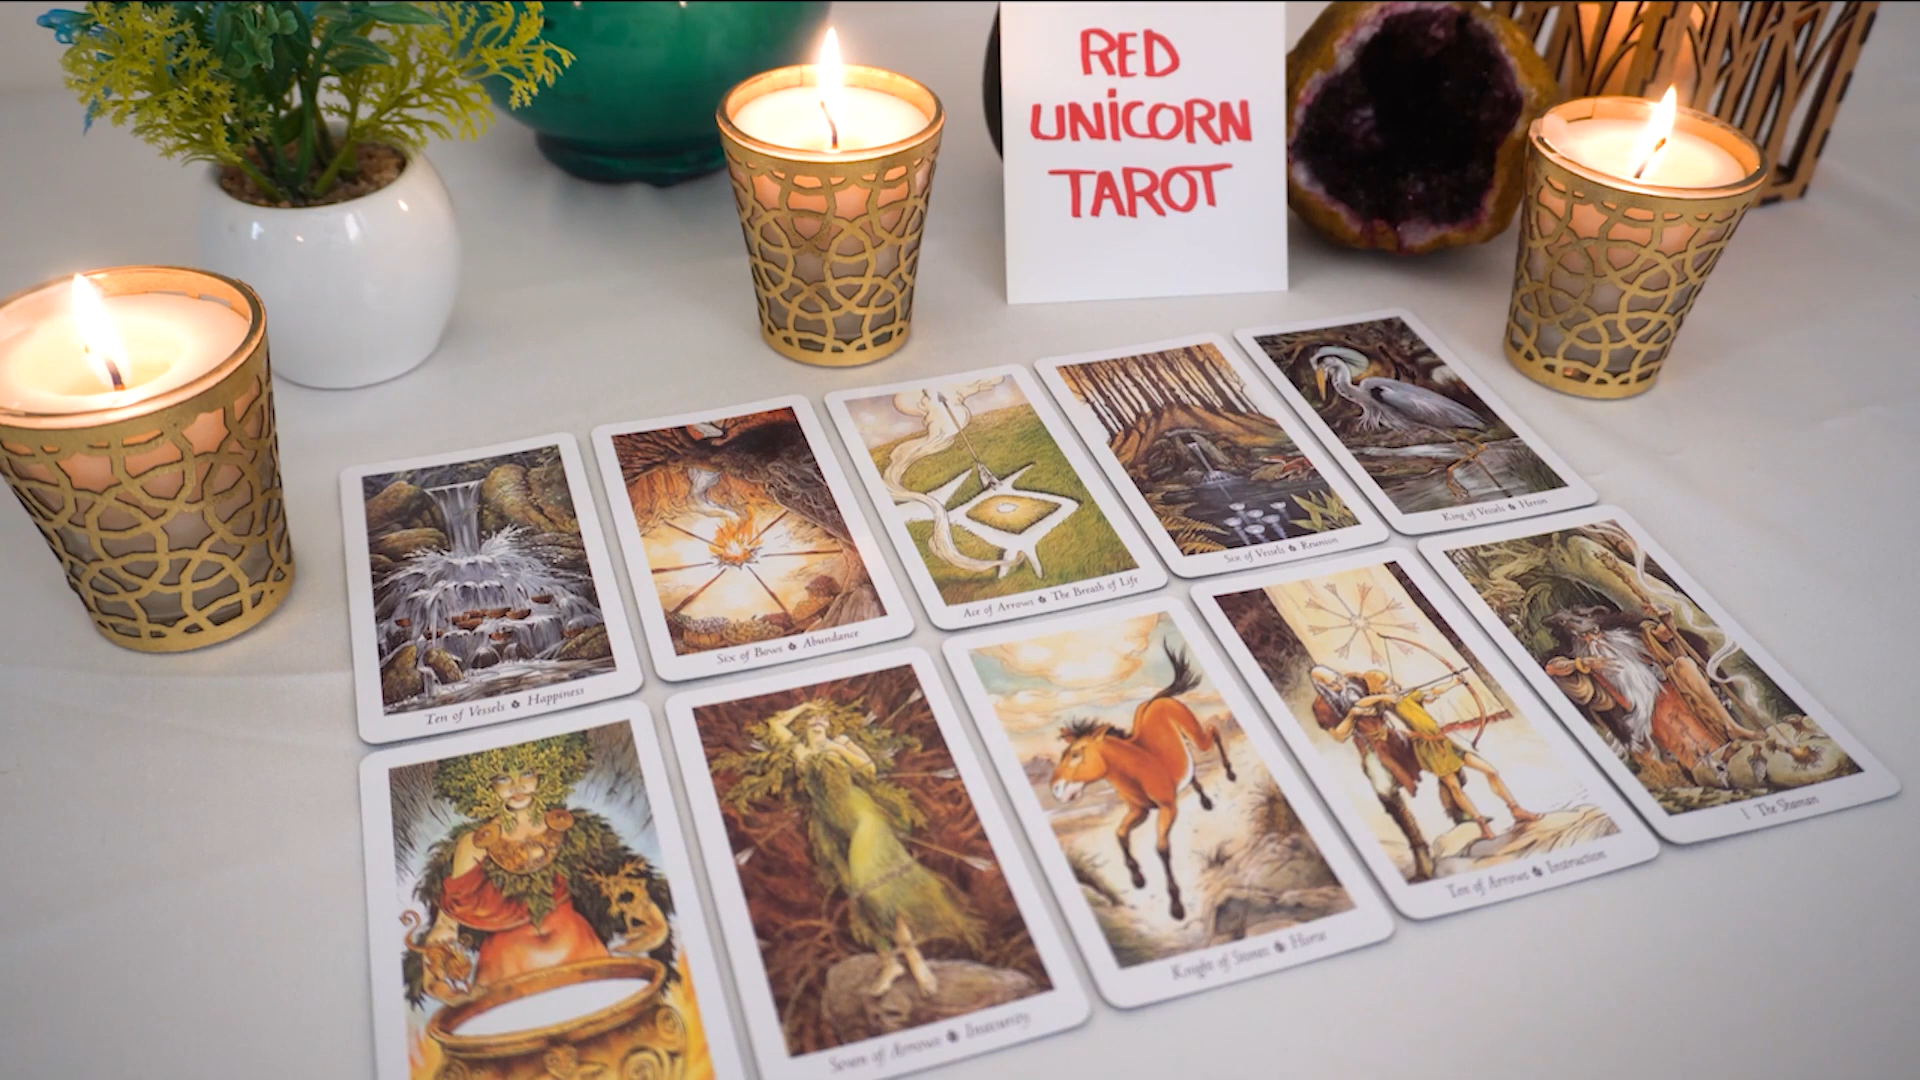 RED
UNICORN
TAROT
Ten of Vessels Happiness
Six of Bows Abundance
Ace of Arrows The Breath of Life
Six of Vessels Reunion
King of Vessels Heron
Seven of Arrows Insecurity
Knight of Stones Horse
Ten of Arrows Instruction
1 The Shaman